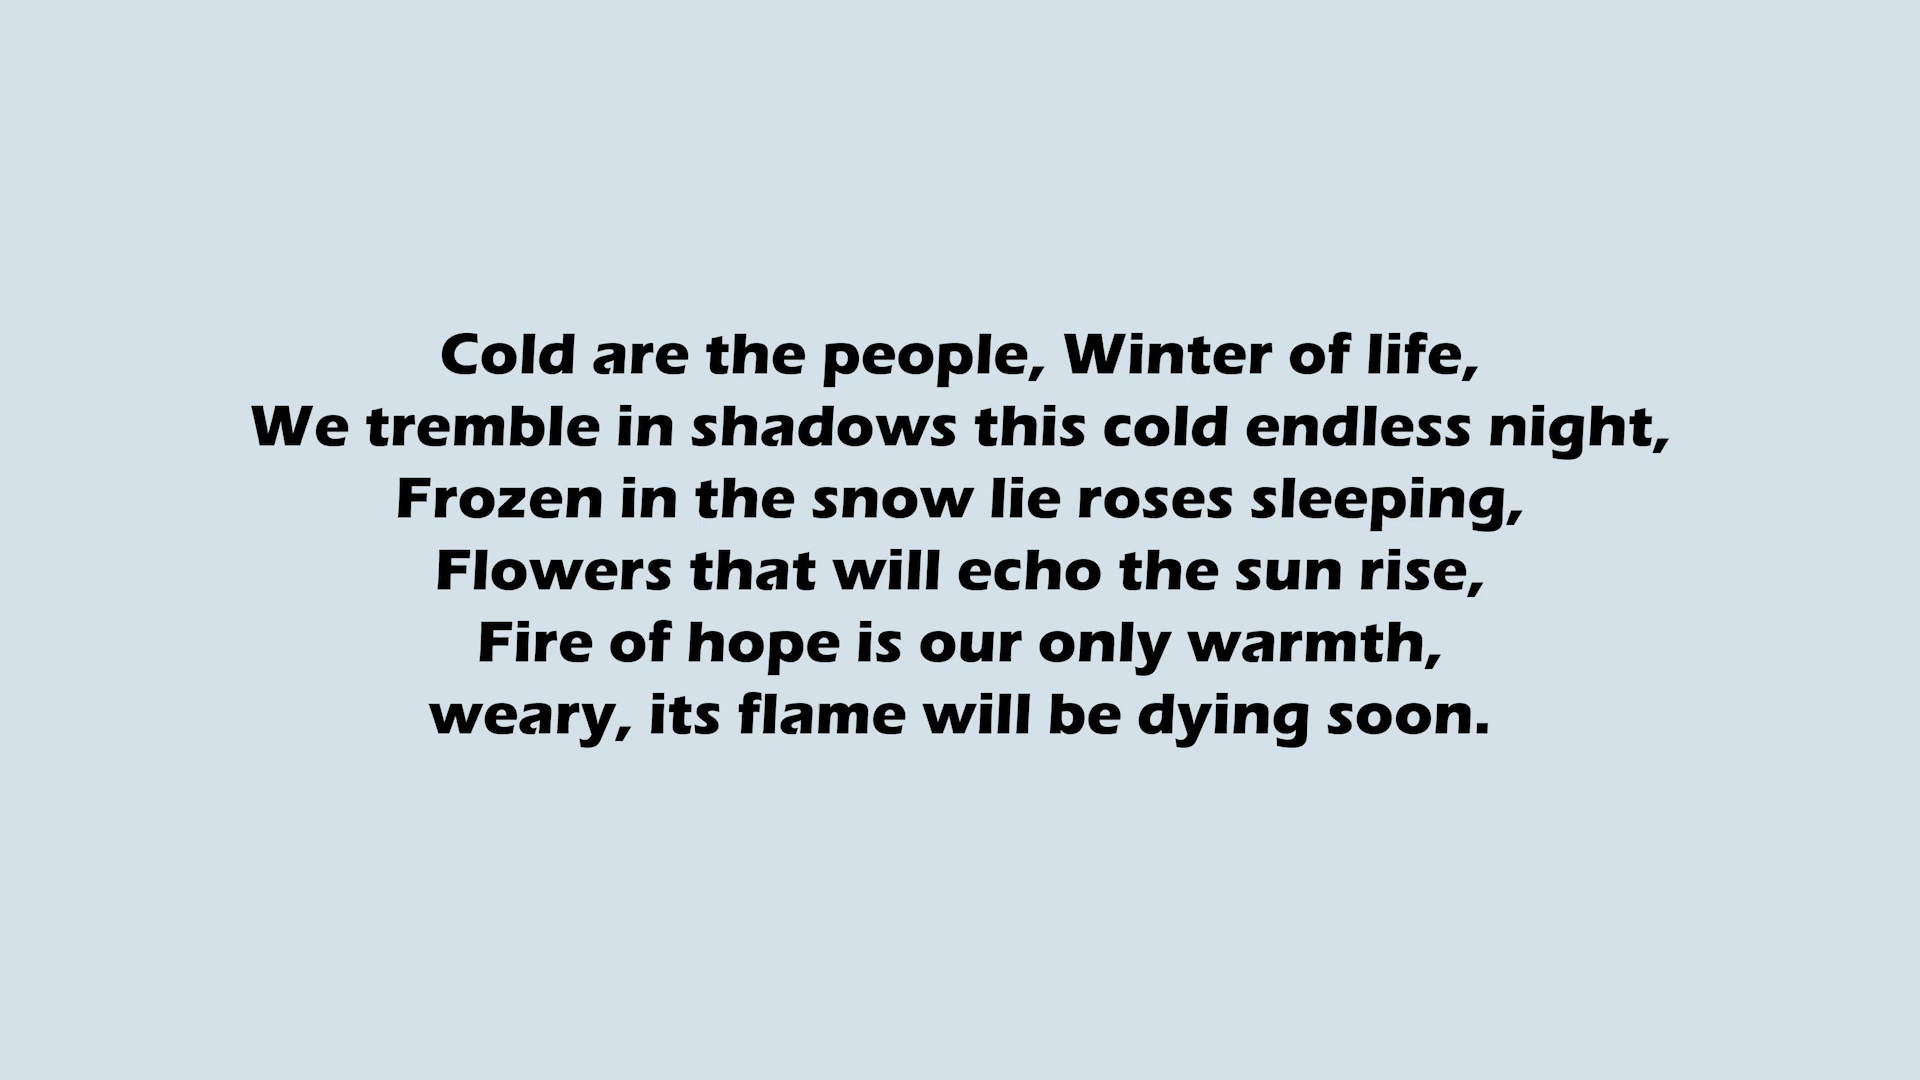 Cold are the people, Winter of life,
We tremble in shadows this cold endless night,
Frozen in the snow lie roses sleeping,
Flowers that will echo the sun rise,
Fire of hope is our only warmth,
weary, its flame will be dying soon.